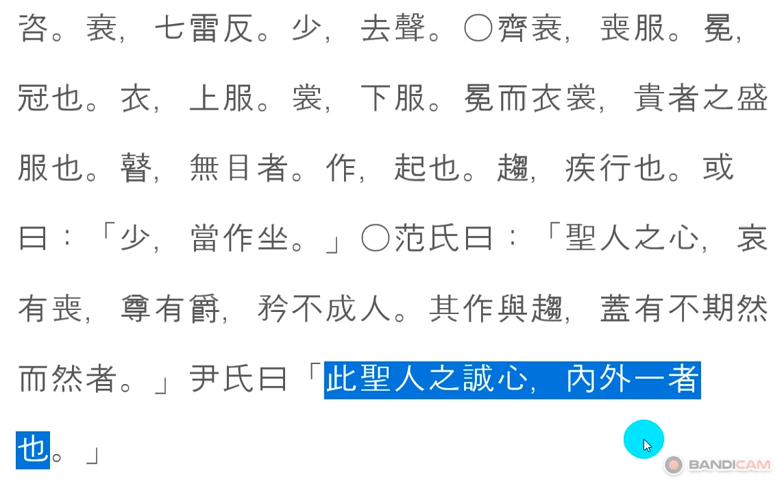 咨。衰，七雷反。少，去聲。〇齊衰，喪服。冕，
冠也。衣，上服。裳，下服。冕而衣裳，貴者之盛
服也。瞽，無目者。作，起也。趨，疾行也。或
曰：「少，當作坐。」〇范氏曰：「聖人之心，哀
有喪，尊有爵，矜不成人。其作與趨，蓋有不期然
而然者。」尹氏曰「此聖人之誠心，內外一者
也。」
BANDICAM